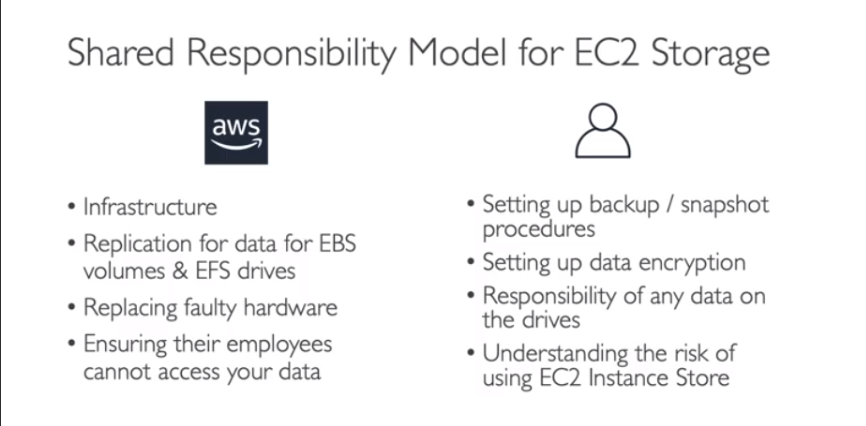 Shared Responsibility Model for EC2 Storage
aws
• Infrastructure
• Replication for data for EBS
volumes & EFS drives
• Replacing faulty hardware
• Ensuring their employees
cannot access your data
• Setting up backup / snapshot
procedures
• Setting up data encryption
• Responsibility of any data on
the drives
• Understanding the risk of
using EC2 Instance Store